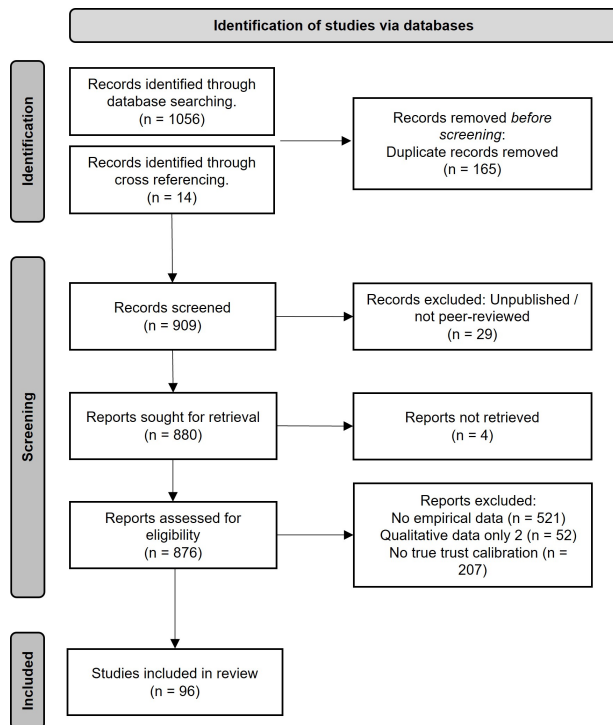 Identification of studies via databases
Identification
Records identified through
database searching.
(n = 1056)
Records identified through
cross referencing.
(n = 14)
Records removed before
screening:
Duplicate records removed
(n = 165)
Screening
Records screened
(n = 909)
Records excluded: Unpublished /
not peer-reviewed
(n = 29)
Reports sought for retrieval
(n = 880)
Reports not retrieved
(n = 4)
Reports assessed for
eligibility
(n = 876)
Reports excluded:
No empirical data (n = 521)
Qualitative data only 2 (n = 52)
No true trust calibration (n =
207)
Included
Studies included in review
(n = 96)